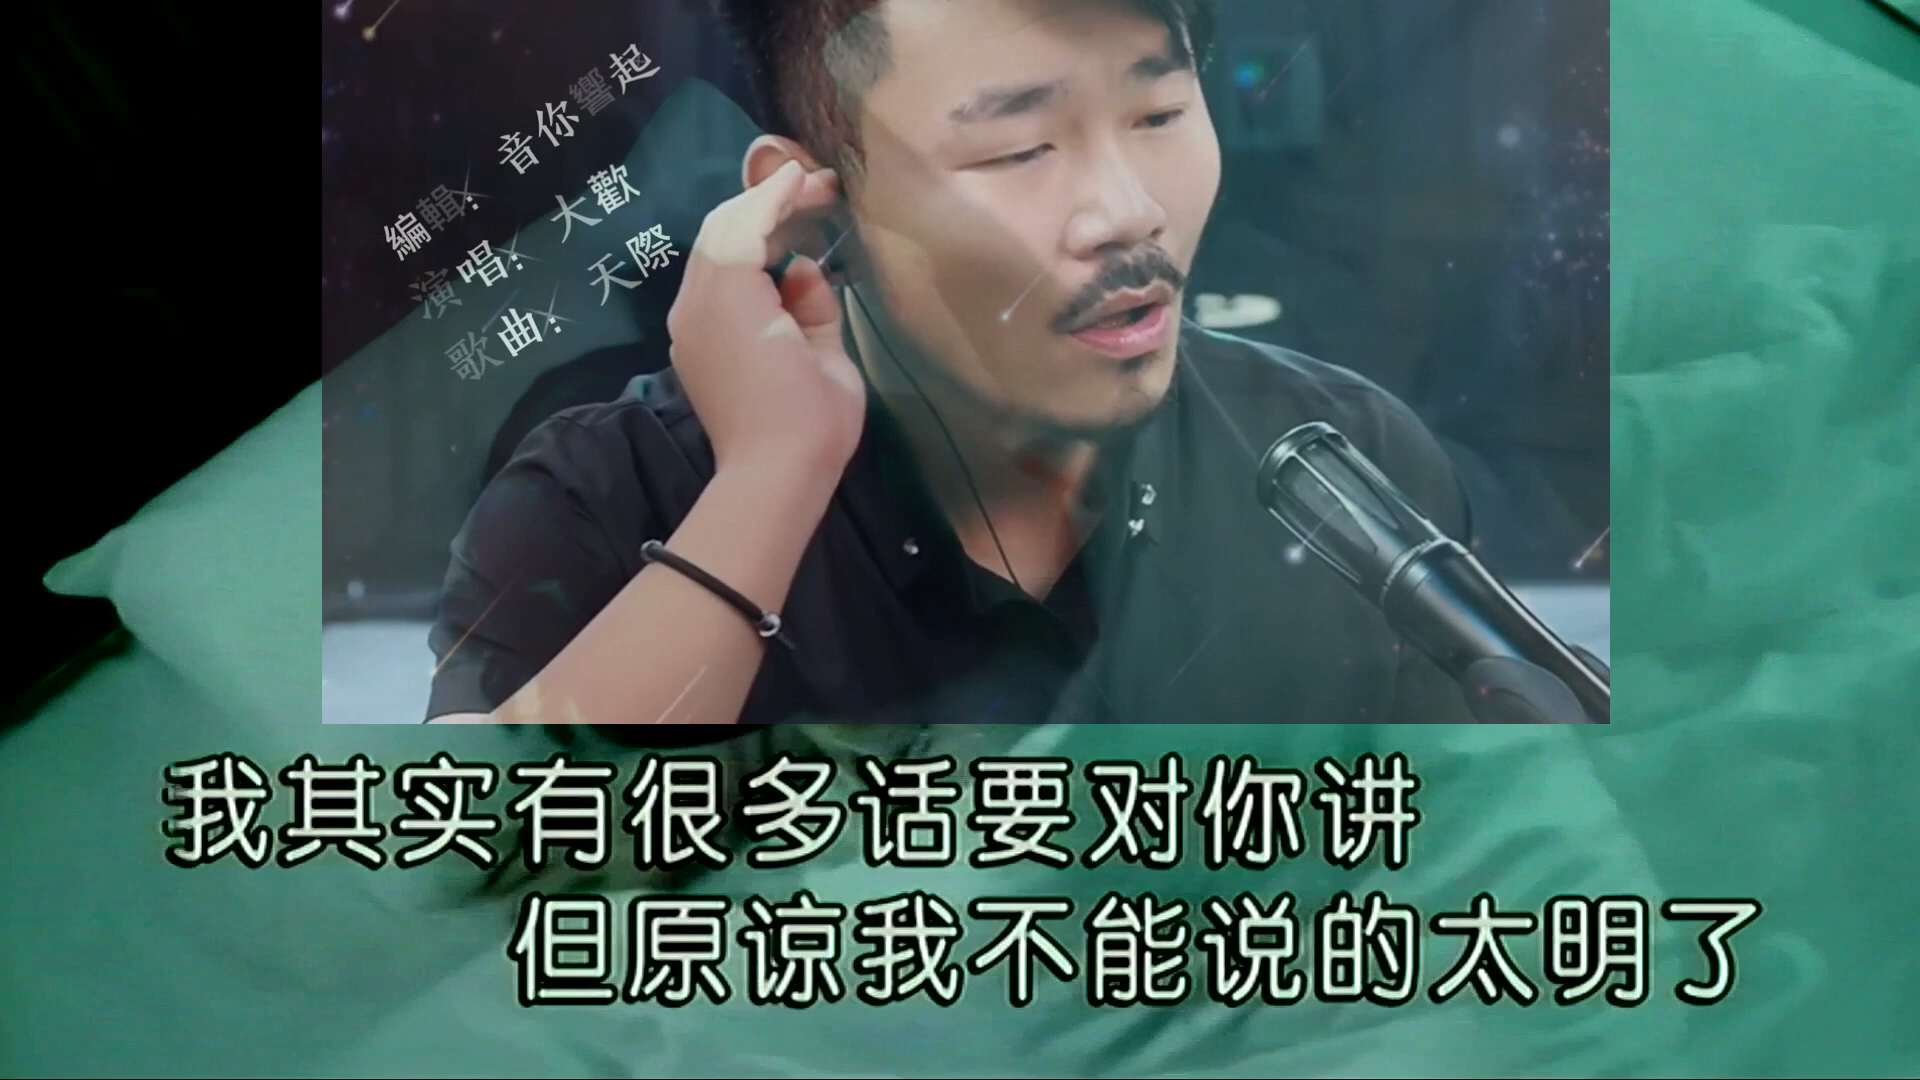 編輯: 音你響起
演唱: 大歡
歌曲: 天際
我其实有很多话要对你讲
但原谅我不能说的太明了